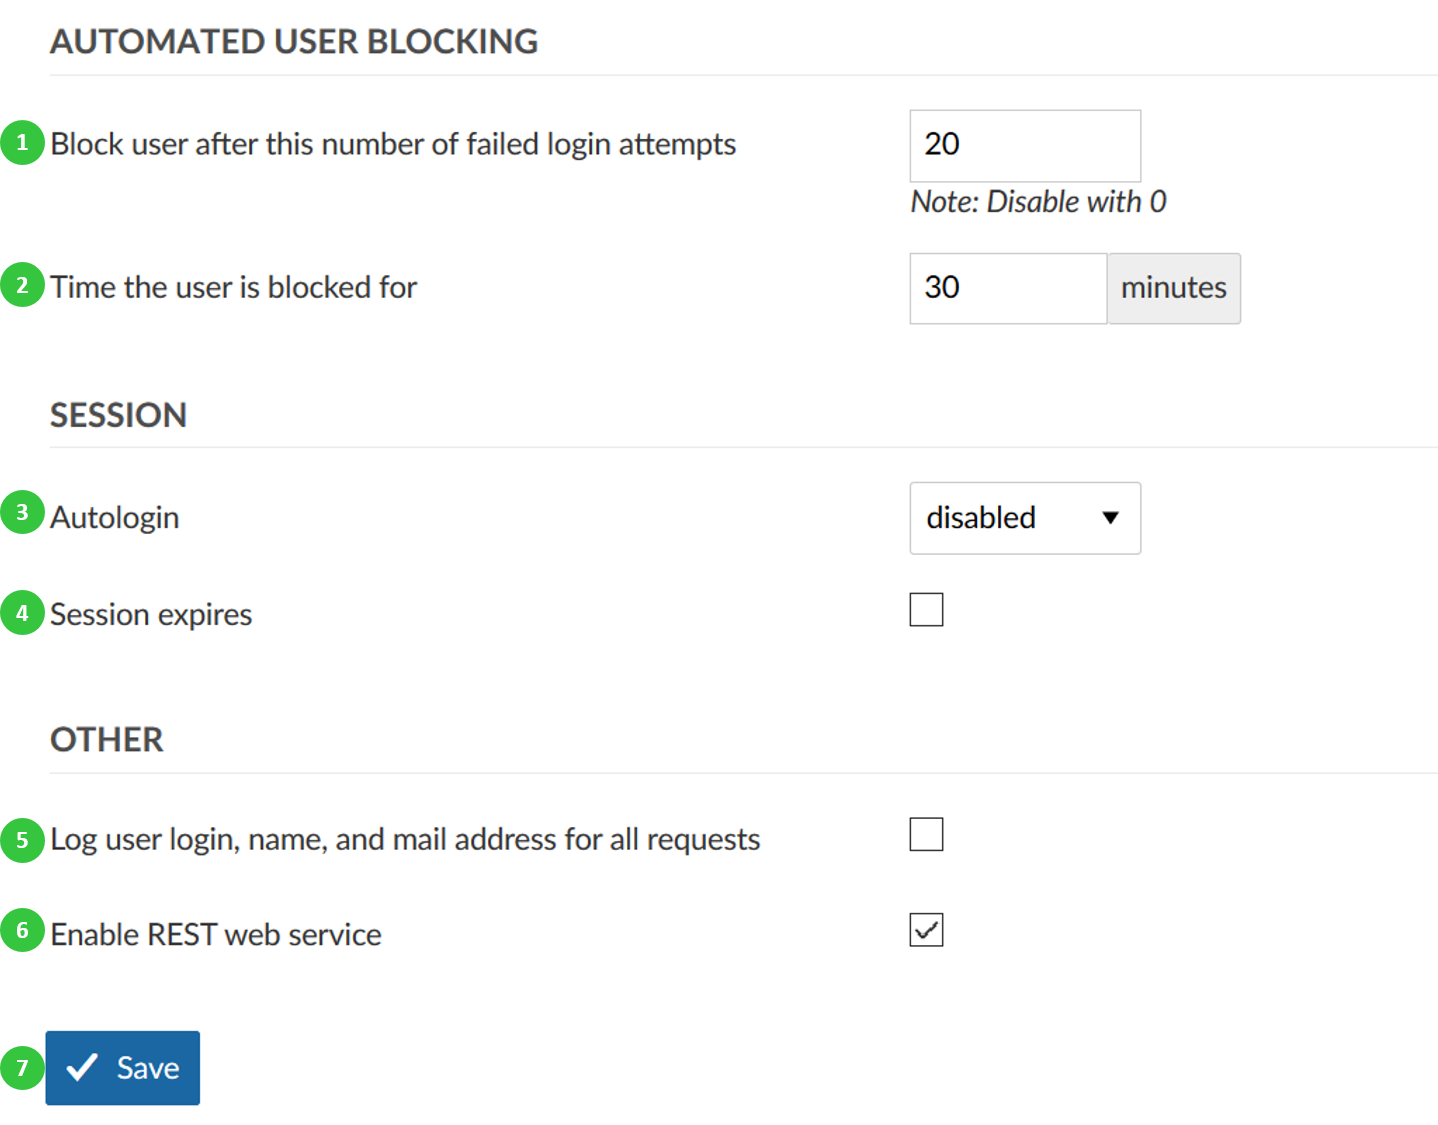 AUTOMATED USER BLOCKING
1 Block user after this number of failed login attempts 20
Note: Disable with 0
2 Time the user is blocked for 30 minutes
SESSION
3 Autologin disabled
4 Session expires
OTHER
5 Log user login, name, and mail address for all requests
6 Enable REST web service
7 Save